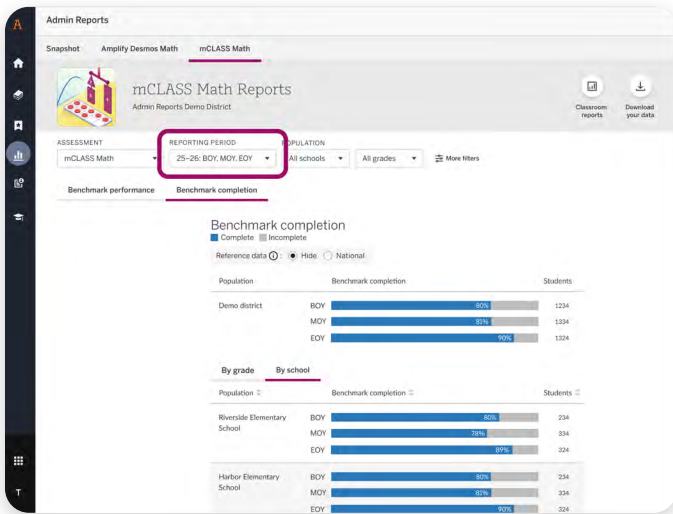 A
Admin Reports
Snapshot Amplify Desmos Math mCLASS Math
mCLASS Math Reports
Admin Reports Demo District
Classroom reports
Download your data
ASSESSMENT REPORTING PERIOD POPULATION
mCLASS Math 25–26: BOY, MOY, EOY All schools All grades More filters
Benchmark performance Benchmark completion
Benchmark completion
Complete Incomplete
Reference data : Hide National
Population Benchmark completion Students
Demo district BOY 80% 1234
MOY 81% 1334
EOY 90% 1324
By grade By school
Population Benchmark completion Students
Riverside Elementary School BOY 80% 234
MOY 78% 334
EOY 89% 324
Harbor Elementary School BOY 80% 234
MOY 81% 334
EOY 90% 324
T